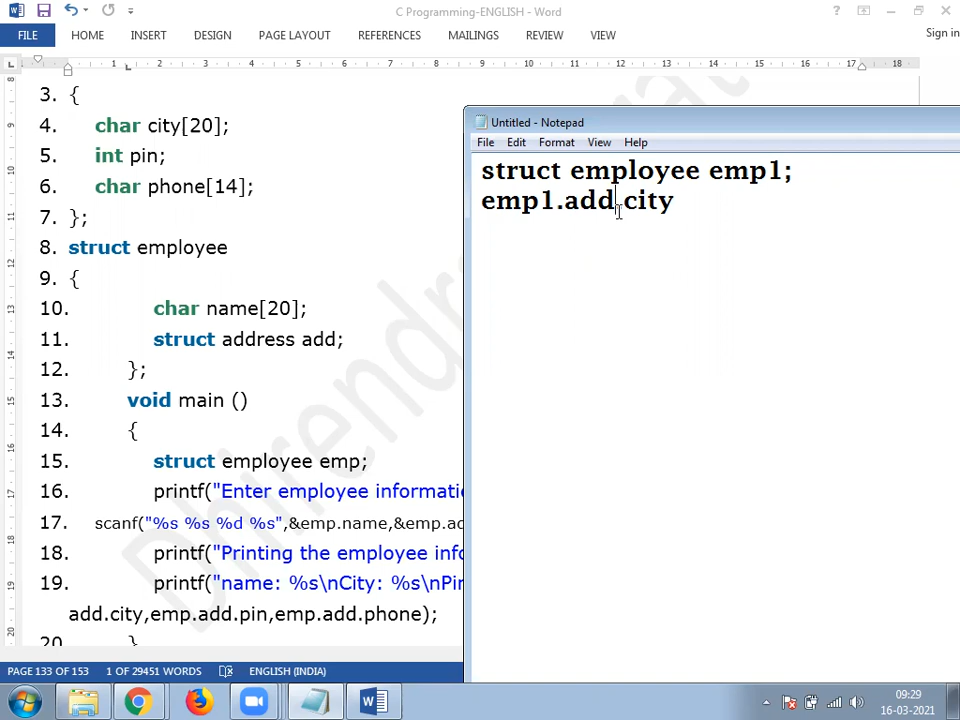 C Programming-ENGLISH - Word
Sign in
FILE HOME INSERT DESIGN PAGE LAYOUT REFERENCES MAILINGS REVIEW VIEW
3. {
4. char city[20];
5. int pin;
6. char phone[14];
7. };
8. struct employee
9. {
10. char name[20];
11. struct address add;
12. };
13. void main ()
14. {
15. struct employee emp;
16. printf("Enter employee informati
17. scanf("%s %s %d %s",&emp.name,&emp.ad
18. printf("Printing the employee info
19. printf("name: %s\nCity: %s\nPin
add.city,emp.add.pin,emp.add.phone);
20. }
Untitled - Notepad
File Edit Format View Help
struct employee emp1;
emp1.add.city
PAGE 133 OF 153 1 OF 29451 WORDS ENGLISH (INDIA)
09:29
16-03-2021